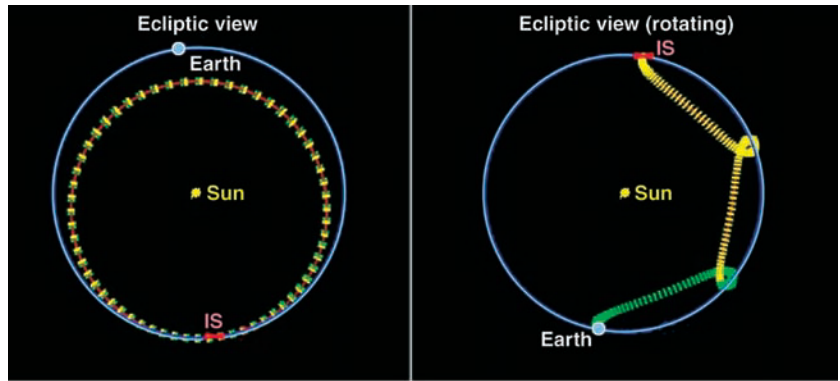 Ecliptic view
Earth
Sun
IS
Ecliptic view (rotating)
IS
Sun
Earth